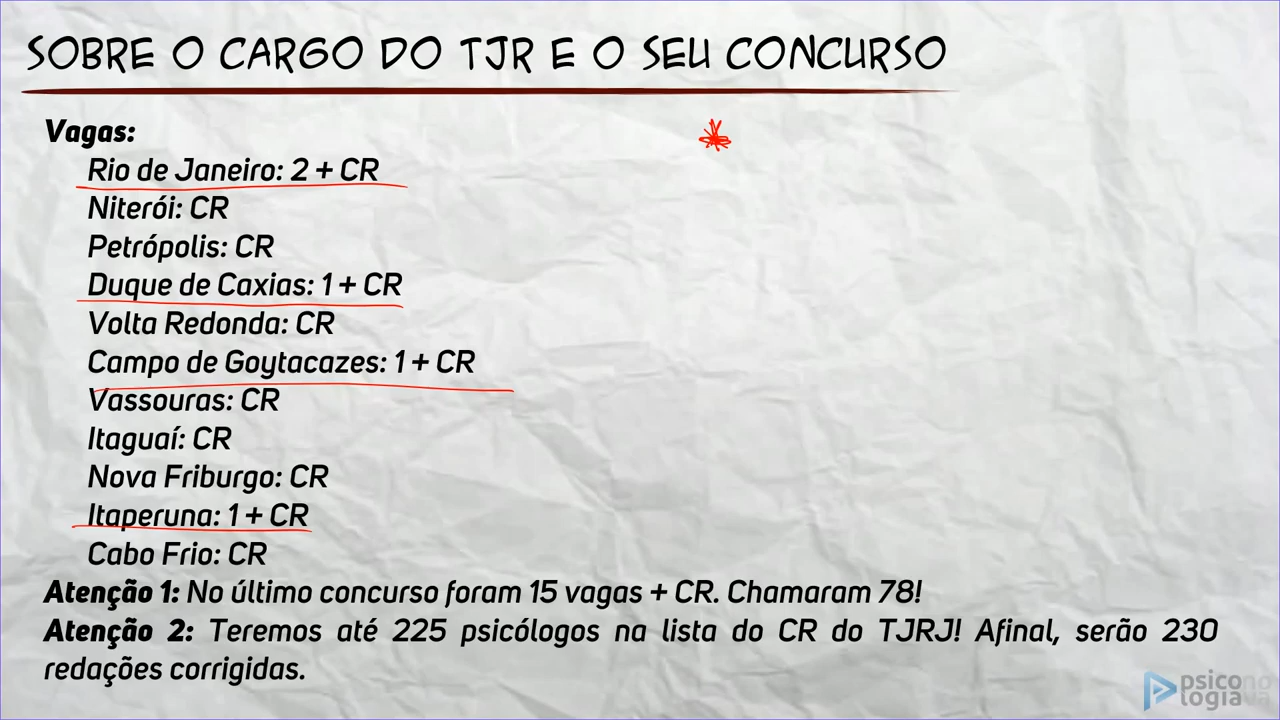 SOBRE O CARGO DO TJR E O SEU CONCURSO
Vagas:
Rio de Janeiro: 2 + CR
Niterói: CR
Petrópolis: CR
Duque de Caxias: 1 + CR
Volta Redonda: CR
Campo de Goytacazes: 1 + CR
Vassouras: CR
Itaguaí: CR
Nova Friburgo: CR
Itaperuna: 1 + CR
Cabo Frio: CR
Atenção 1: No último concurso foram 15 vagas + CR. Chamaram 78!
Atenção 2: Teremos até 225 psicólogos na lista do CR do TJRJ! Afinal, serão 230
redações corrigidas.
psico
logia